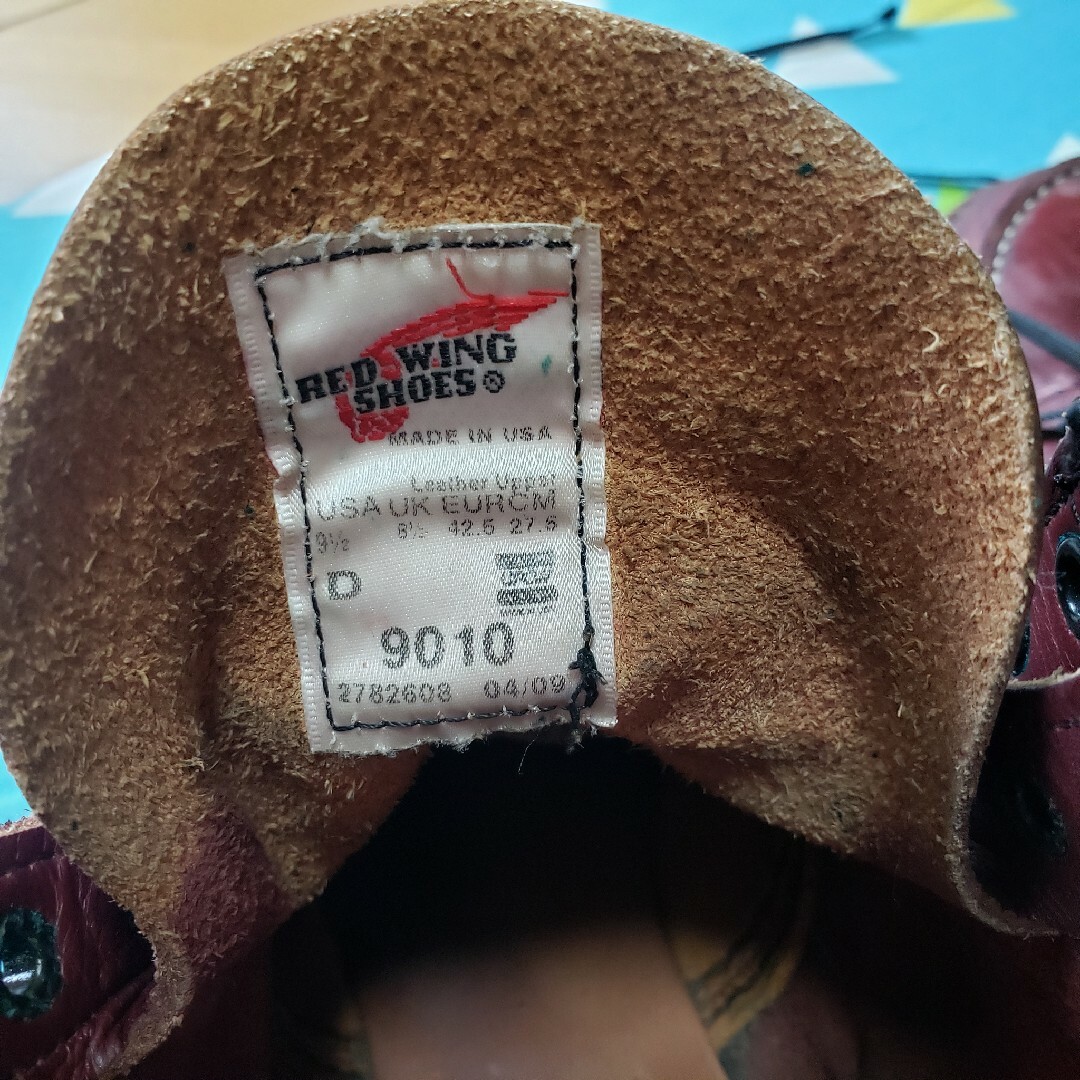 RED WING
SHOES®
MADE IN USA
Leather Upper
USA UK EUR CM
9½ 8½ 42.5 27.5
D
9010
2782608 04/09